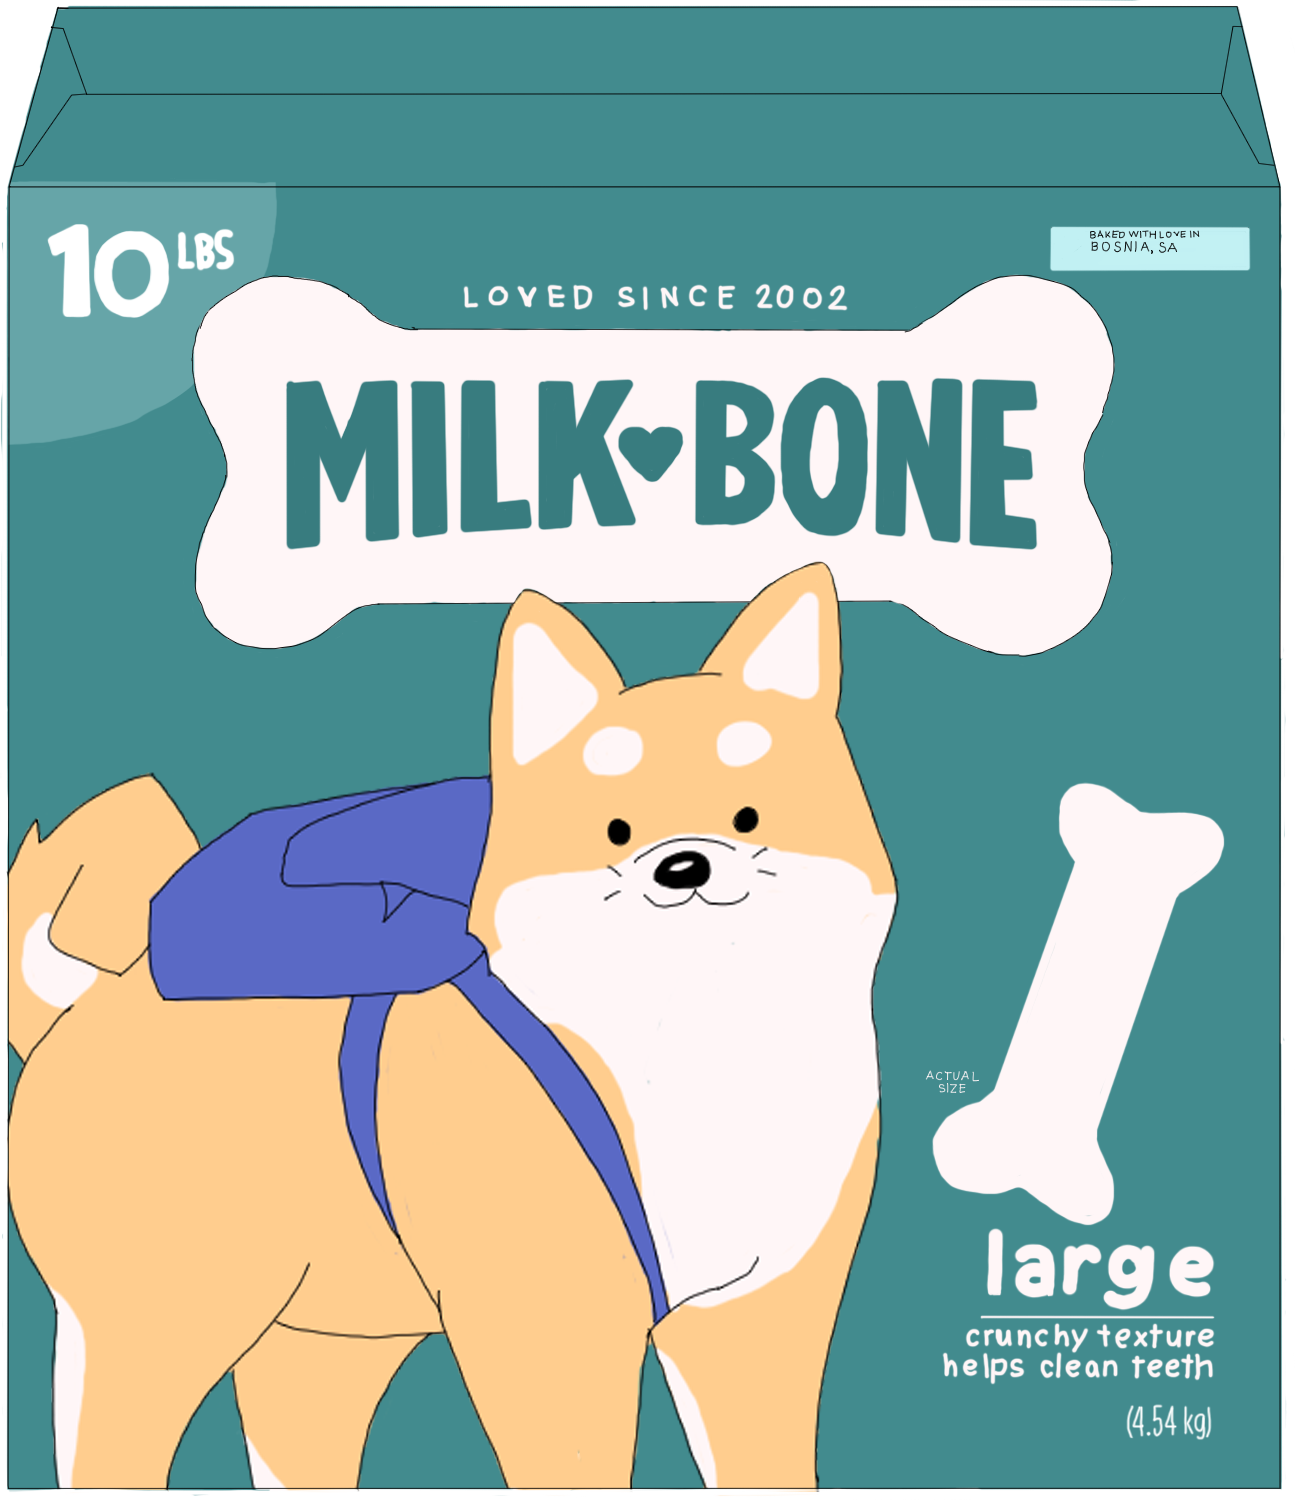 10 LBS
BAKED WITH LOVE IN
BOSNIA, SA
LOVED SINCE 2002
MILK♥BONE
ACTUAL
SIZE
large
crunchy texture
helps clean teeth
(4.54 kg)